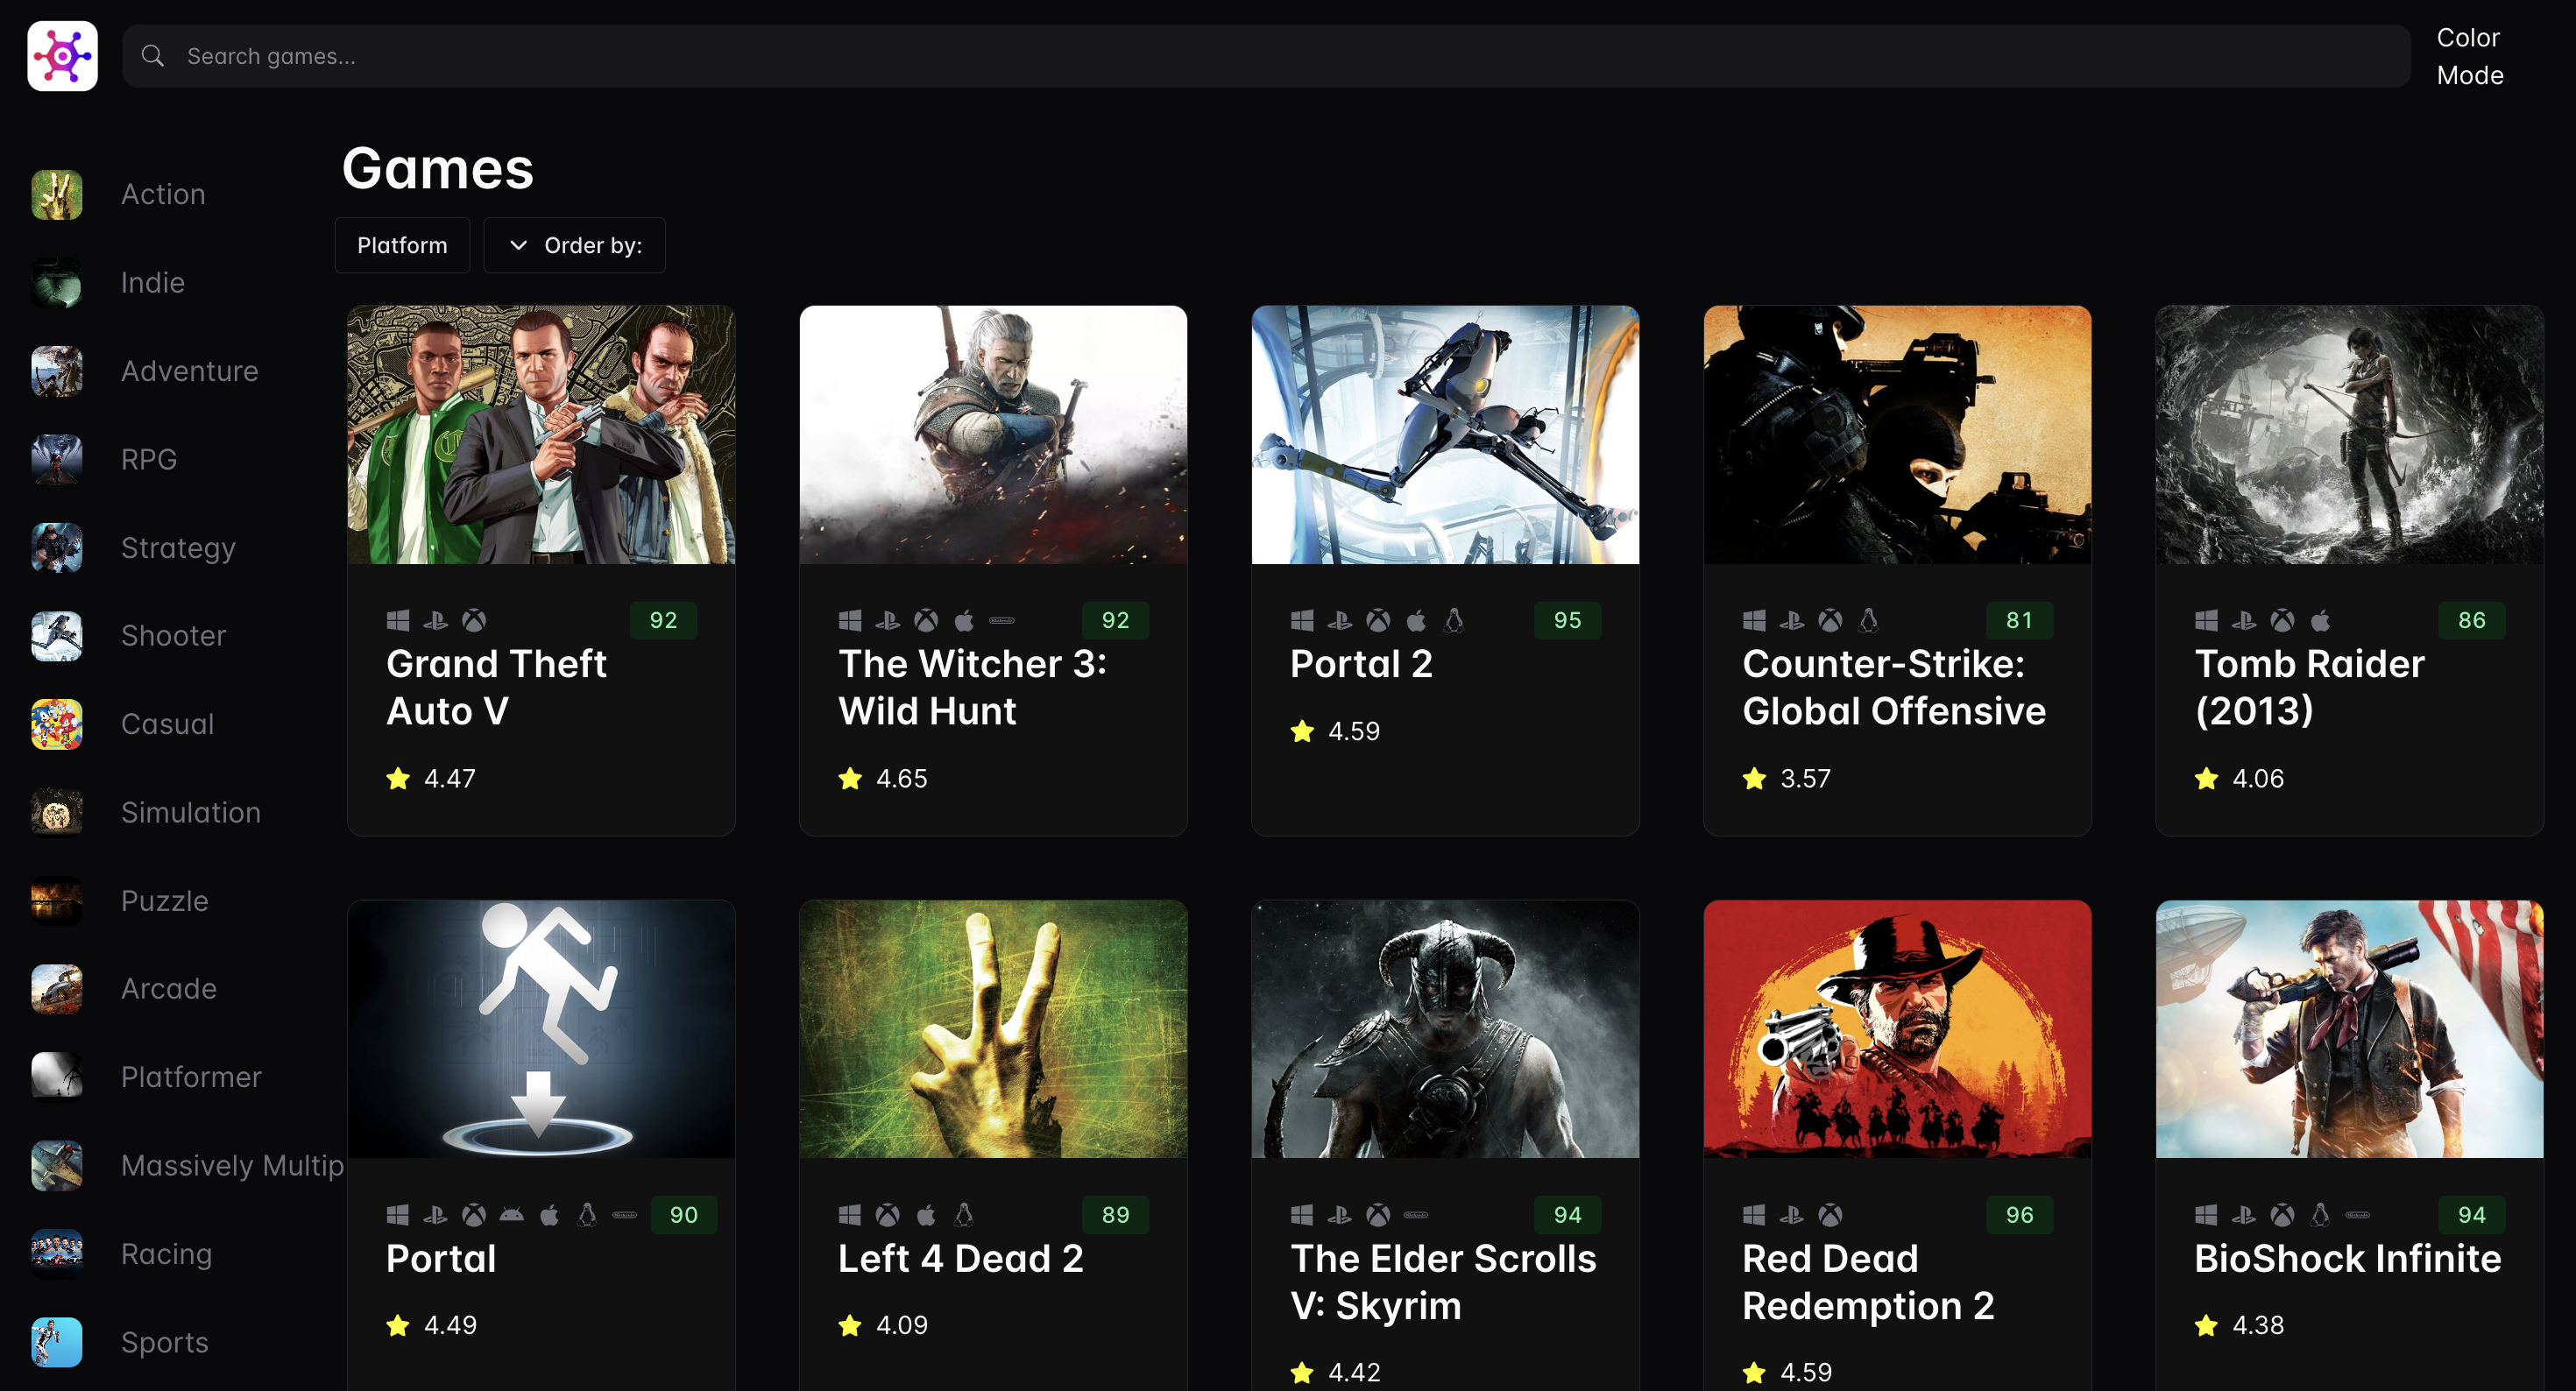 Search games...
Color
Mode
Action
Indie
Adventure
RPG
Strategy
Shooter
Casual
Simulation
Puzzle
Arcade
Platformer
Massively Multip
Racing
Sports
Games
Platform
Order by:
92
Grand Theft
Auto V
4.47
92
The Witcher 3:
Wild Hunt
4.65
95
Portal 2
4.59
81
Counter-Strike:
Global Offensive
3.57
86
Tomb Raider
(2013)
4.06
90
Portal
4.49
89
Left 4 Dead 2
4.09
94
The Elder Scrolls
V: Skyrim
4.42
96
Red Dead
Redemption 2
4.59
94
BioShock Infinite
4.38